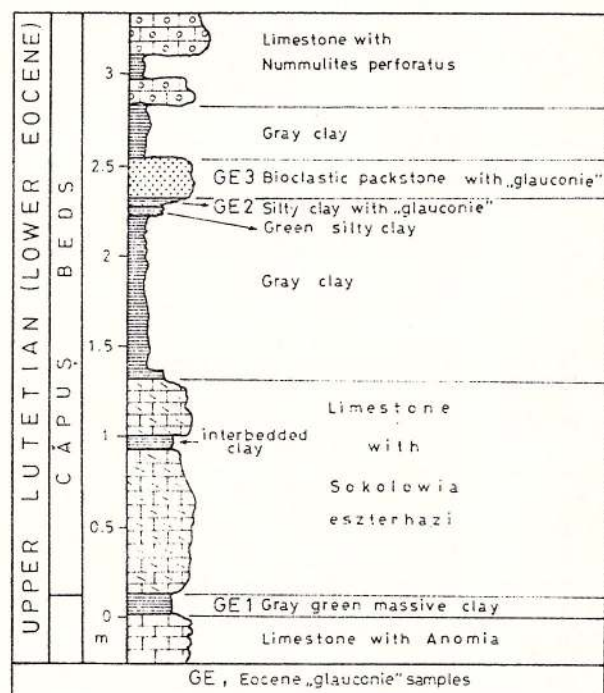 UPPER LUTETIAN (LOWER EOCENE)
CĂPUŞ BEDS
3
2.5
2
1.5
1
0.5
0
m
Limestone with
Nummulites perforatus
Gray clay
GE3 Bioclastic packstone with „glauconie"
GE2 Silty clay with „glauconie"
Green silty clay
Gray clay
Limestone
interbedded
clay
with
Sokolowia
eszterhazi
GE1 Gray green massive clay
Limestone with Anomia
GE, Eocene „glauconie" samples